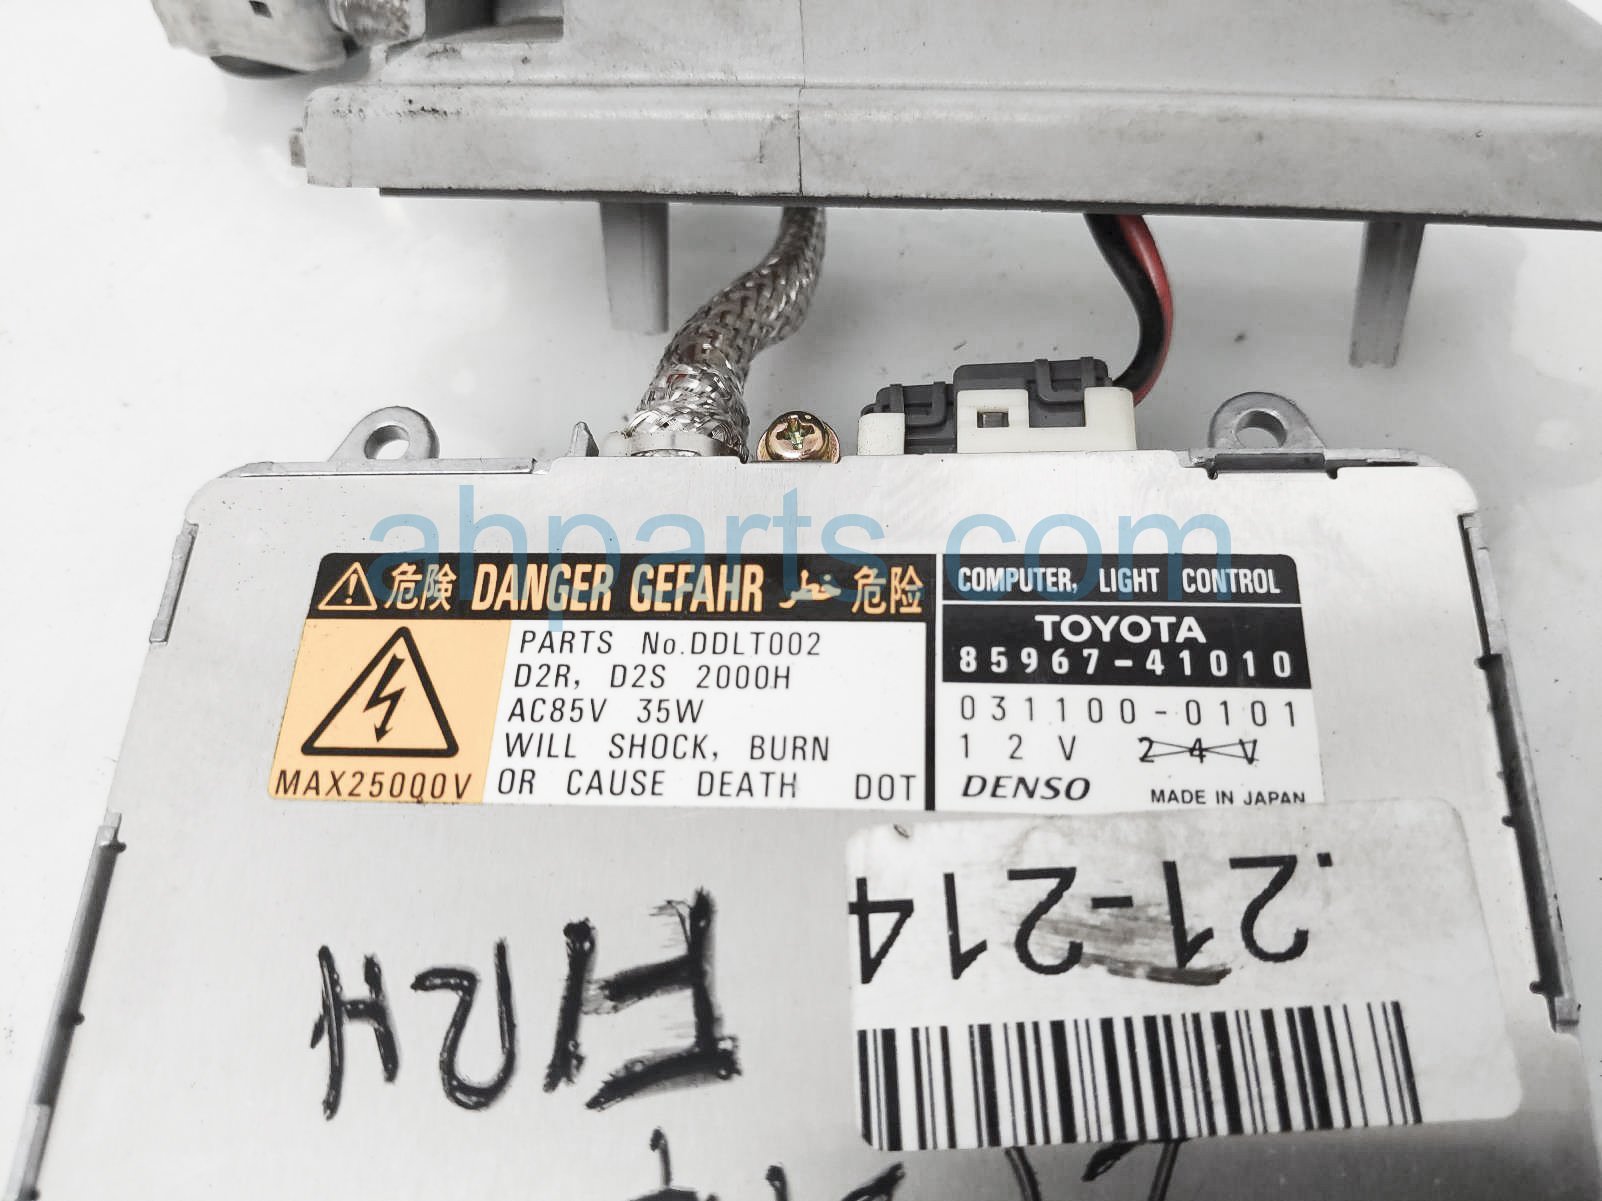 ahparts.com
危険 DANGER GEFAHR 危险
PARTS No.DDLT002
D2R, D2S 2000H
AC85V 35W
WILL SHOCK, BURN
OR CAUSE DEATH DOT
MAX25000V
COMPUTER, LIGHT CONTROL
TOYOTA
85967-41010
031100-0101
12V 24V
DENSO MADE IN JAPAN
.21-214